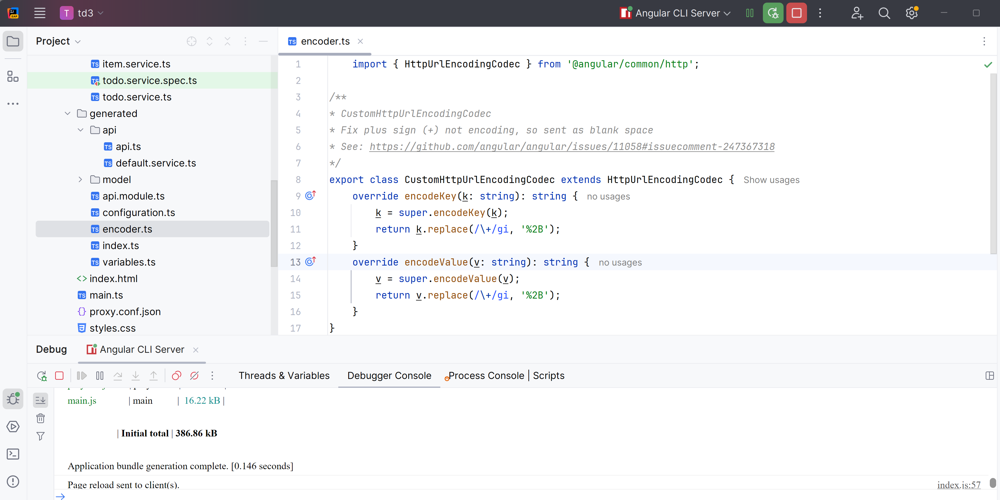 IJ
EAP
T td3
Angular CLI Server
Project
encoder.ts
item.service.ts
todo.service.spec.ts
todo.service.ts
generated
api
api.ts
default.service.ts
model
api.module.ts
configuration.ts
encoder.ts
index.ts
variables.ts
index.html
main.ts
proxy.conf.json
styles.css
1 import { HttpUrlEncodingCodec } from '@angular/common/http';
2
3 /**
4 * CustomHttpUrlEncodingCodec
5 * Fix plus sign (+) not encoding, so sent as blank space
6 * See: https://github.com/angular/angular/issues/11058#issuecomment-247367318
7 */
8 export class CustomHttpUrlEncodingCodec extends HttpUrlEncodingCodec { Show usages
9 override encodeKey(k: string): string { no usages
10 k = super.encodeKey(k);
11 return k.replace(/\+/gi, '%2B');
12 }
13 override encodeValue(v: string): string { no usages
14 v = super.encodeValue(v);
15 return v.replace(/\+/gi, '%2B');
16 }
17 }
Debug Angular CLI Server
Threads & Variables Debugger Console Process Console | Scripts
main.js | main | 16.22 kB |
| Initial total | 386.86 kB
Application bundle generation complete. [0.146 seconds]
Page reload sent to client(s). index.js:57